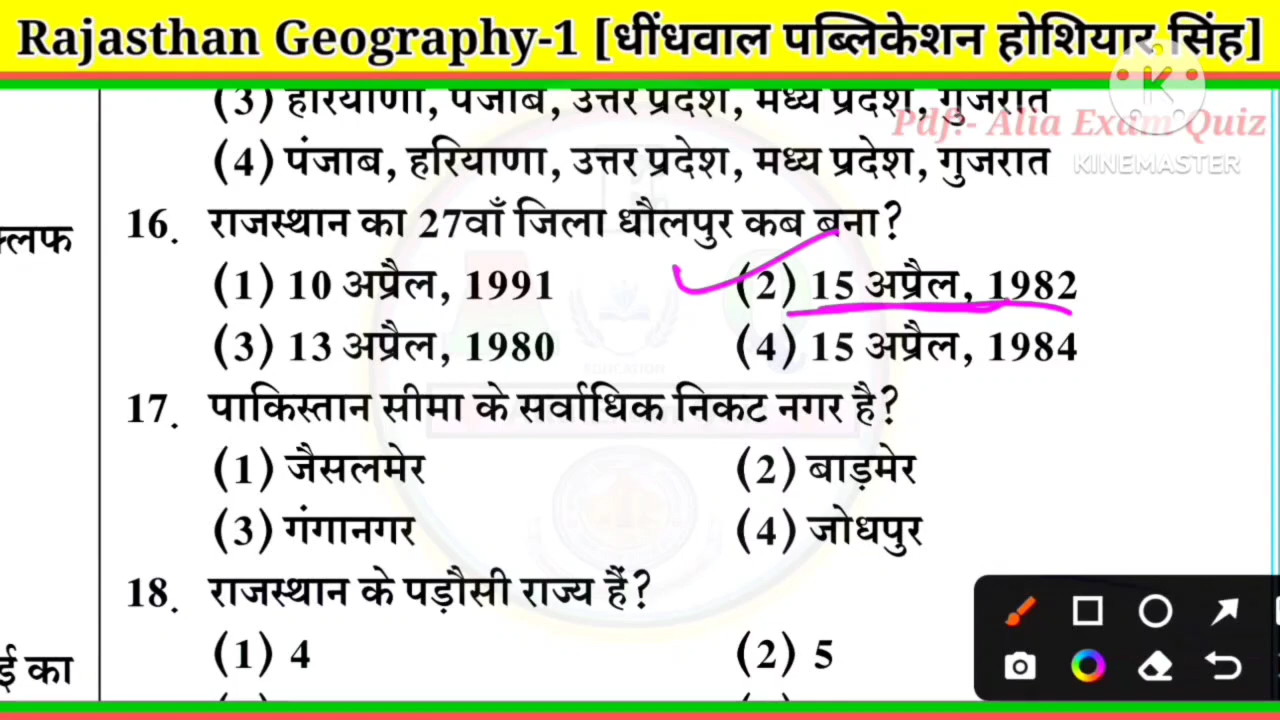 Rajasthan Geography-1 [धींधवाल पब्लिकेशन होशियार सिंह]
(3) हरियाणा, पंजाब, उत्तर प्रदेश, मध्य प्रदेश, गुजरात
Pdf:- Alia Exam Quiz
(4) पंजाब, हरियाणा, उत्तर प्रदेश, मध्य प्रदेश, गुजरात
KINEMASTER
16. राजस्थान का 27वाँ जिला धौलपुर कब बना?
(1) 10 अप्रैल, 1991 (2) 15 अप्रैल, 1982
(3) 13 अप्रैल, 1980 (4) 15 अप्रैल, 1984
EDUCATION
17. पाकिस्तान सीमा के सर्वाधिक निकट नगर है?
(1) जैसलमेर (2) बाड़मेर
(3) गंगानगर (4) जोधपुर
18. राजस्थान के पड़ौसी राज्य हैं?
(1) 4 (2) 5
ई का